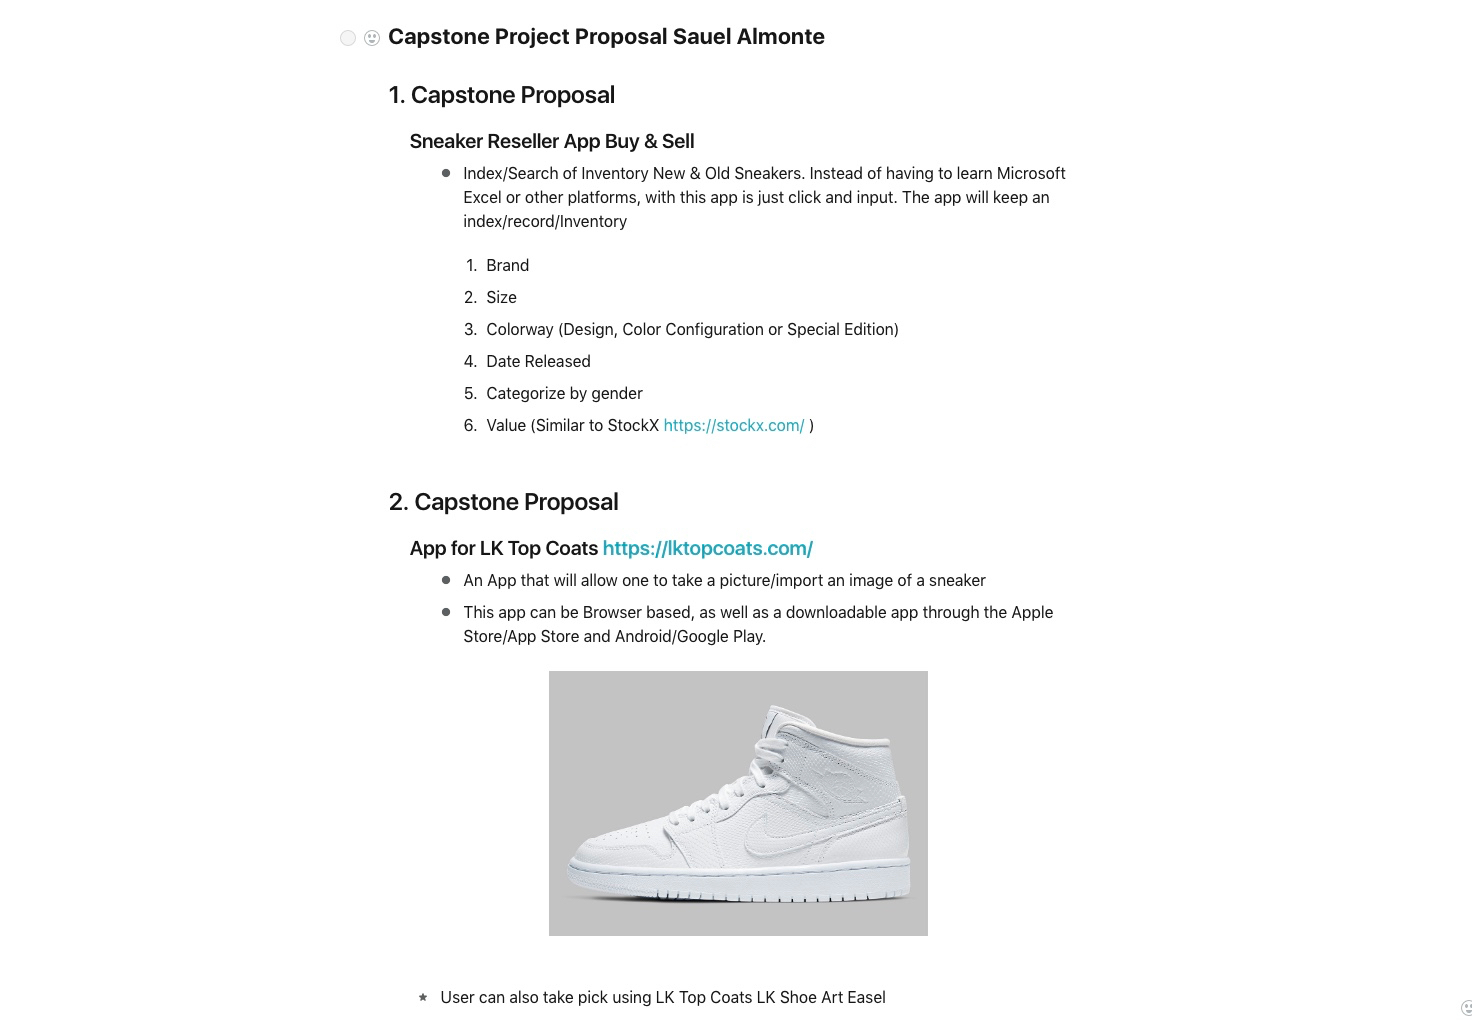 Capstone Project Proposal Sauel Almonte
1. Capstone Proposal
Sneaker Reseller App Buy & Sell
Index/Search of Inventory New & Old Sneakers. Instead of having to learn Microsoft
Excel or other platforms, with this app is just click and input. The app will keep an
index/record/Inventory
1. Brand
2. Size
3. Colorway (Design, Color Configuration or Special Edition)
4. Date Released
5. Categorize by gender
6. Value (Similar to StockX https://stockx.com/ )
2. Capstone Proposal
App for LK Top Coats https://lktopcoats.com/
An App that will allow one to take a picture/import an image of a sneaker
This app can be Browser based, as well as a downloadable app through the Apple
Store/App Store and Android/Google Play.
User can also take pick using LK Top Coats LK Shoe Art Easel